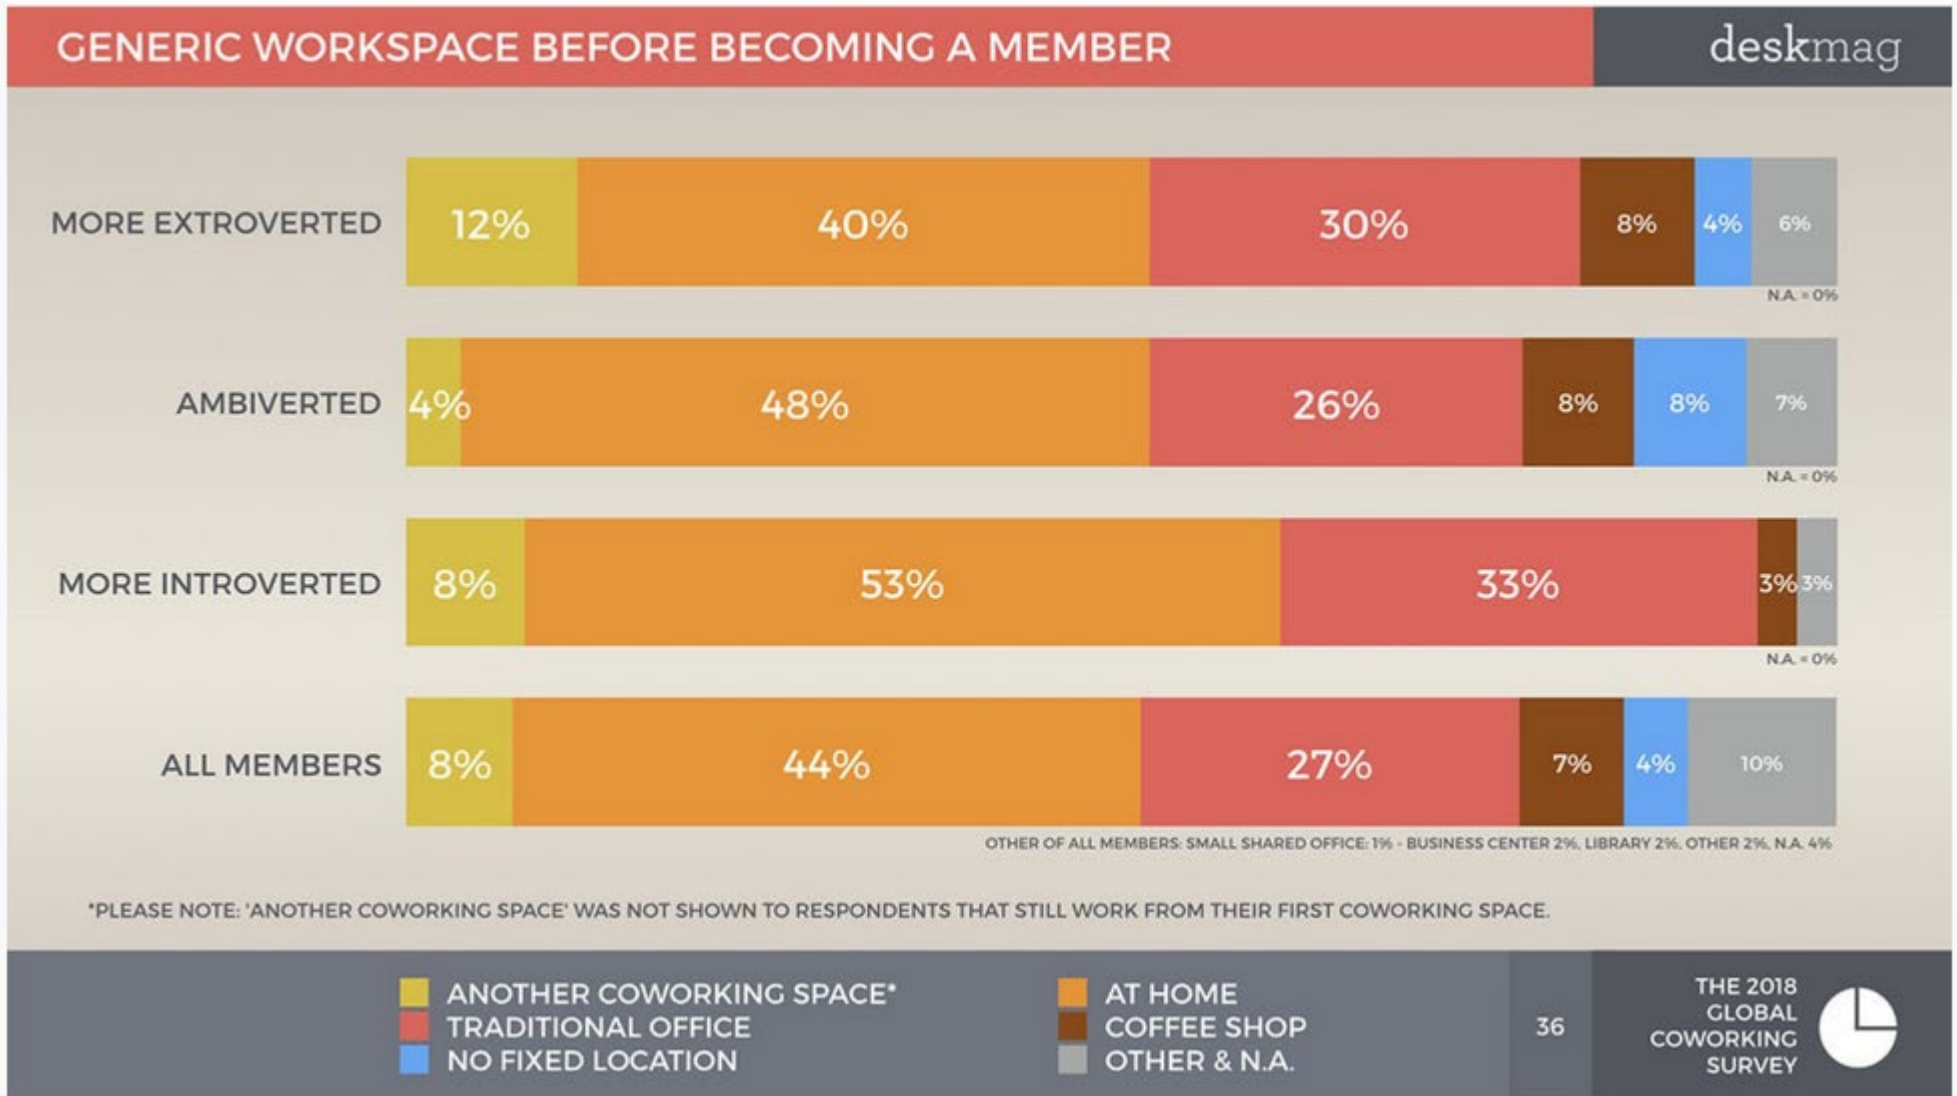 GENERIC WORKSPACE BEFORE BECOMING A MEMBER
deskmag
MORE EXTROVERTED 12% 40% 30% 8% 4% 6%
N.A. = 0%
AMBIVERTED 4% 48% 26% 8% 8% 7%
N.A. = 0%
MORE INTROVERTED 8% 53% 33% 3% 3%
N.A. = 0%
ALL MEMBERS 8% 44% 27% 7% 4% 10%
OTHER OF ALL MEMBERS: SMALL SHARED OFFICE: 1% - BUSINESS CENTER 2%, LIBRARY 2%, OTHER 2%, N.A. 4%
*PLEASE NOTE: 'ANOTHER COWORKING SPACE' WAS NOT SHOWN TO RESPONDENTS THAT STILL WORK FROM THEIR FIRST COWORKING SPACE.
ANOTHER COWORKING SPACE*
TRADITIONAL OFFICE
NO FIXED LOCATION
AT HOME
COFFEE SHOP
OTHER & N.A.
36
THE 2018
GLOBAL
COWORKING
SURVEY